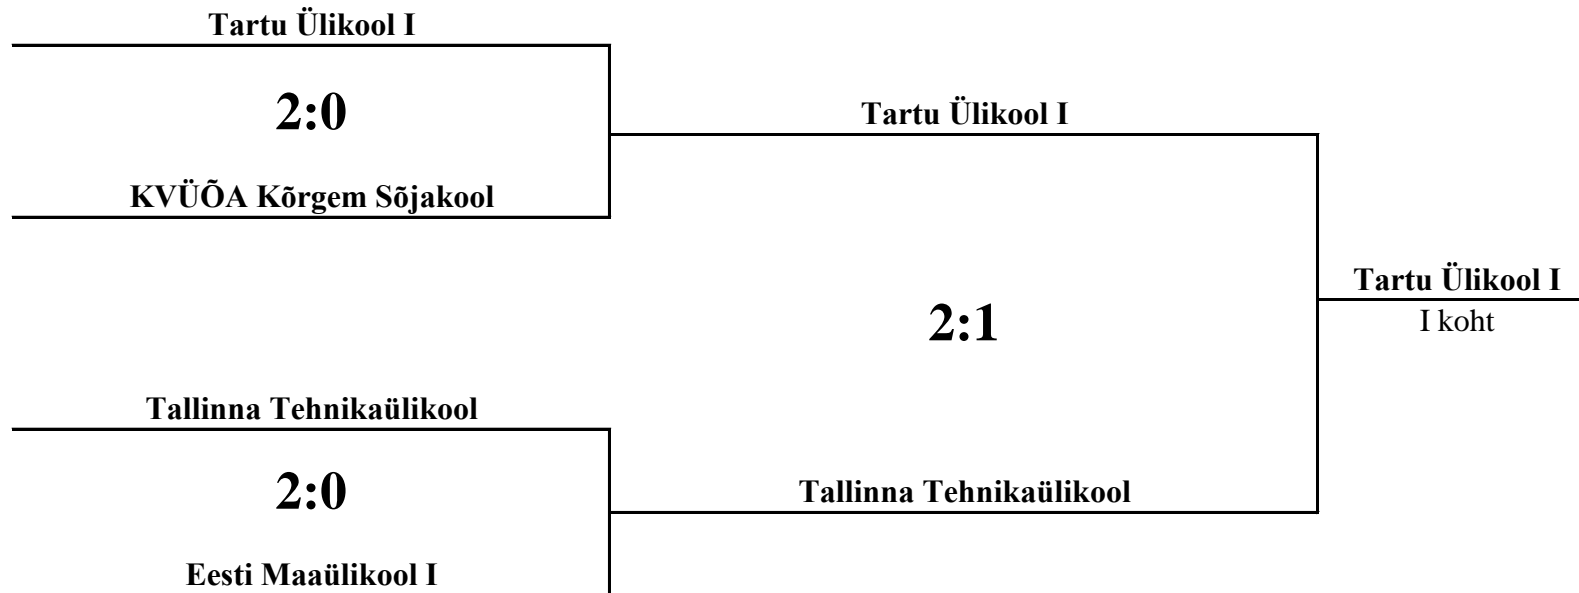 Tartu Ülikool I
2:0
KVÜÕA Kõrgem Sõjakool
Tartu Ülikool I
2:1
Tartu Ülikool I
I koht
Tallinna Tehnikaülikool
2:0
Eesti Maaülikool I
Tallinna Tehnikaülikool